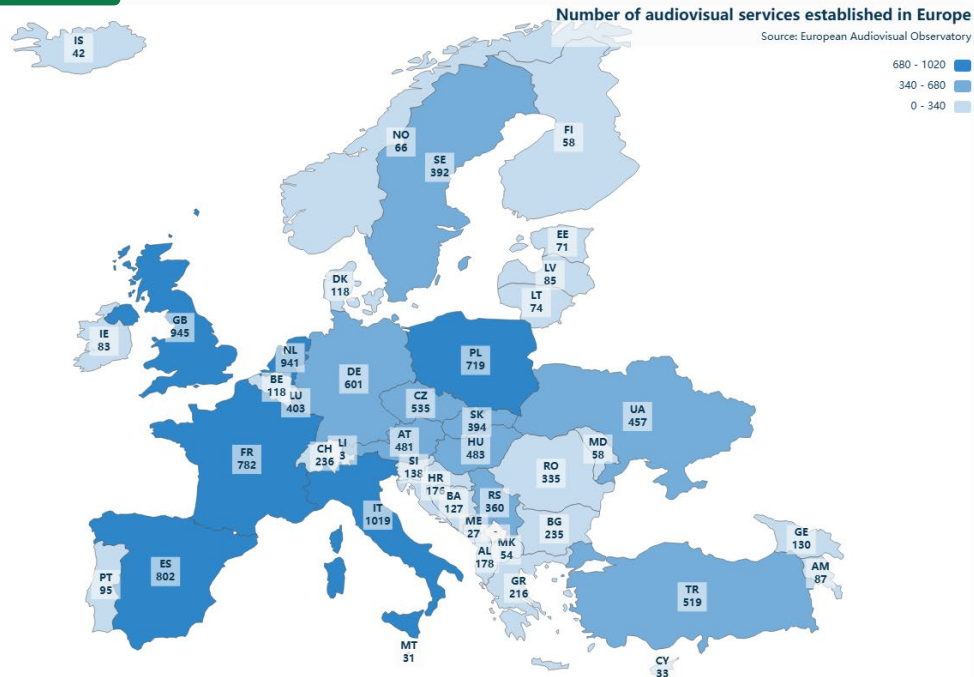 Number of audiovisual services established in Europe
Source: European Audiovisual Observatory
680 - 1020
340 - 680
0 - 340
IS
42
NO
66
SE
392
FI
58
EE
71
LV
85
LT
74
DK
118
IE
83
GB
945
NL
941
BE
118
LU
403
DE
601
PL
719
CZ
535
SK
394
UA
457
AT
481
HU
483
MD
58
FR
782
CH
236
LI
3
SI
138
HR
176
BA
127
RS
360
RO
335
IT
1019
ME
27
-
MK
54
BG
235
AL
178
GR
216
PT
95
ES
802
GE
130
AM
87
TR
519
MT
31
CY
33